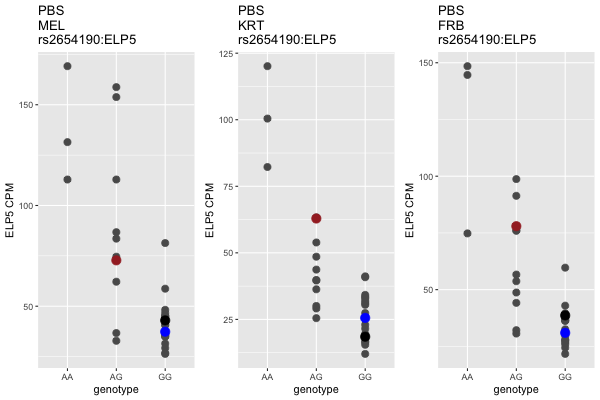 PBS
MEL
rs2654190:ELP5
ELP5 CPM
150
100
50
AA
AG
GG
genotype
PBS
KRT
rs2654190:ELP5
ELP5 CPM
125
100
75
50
25
AA
AG
GG
genotype
PBS
FRB
rs2654190:ELP5
ELP5 CPM
150
100
50
AA
AG
GG
genotype